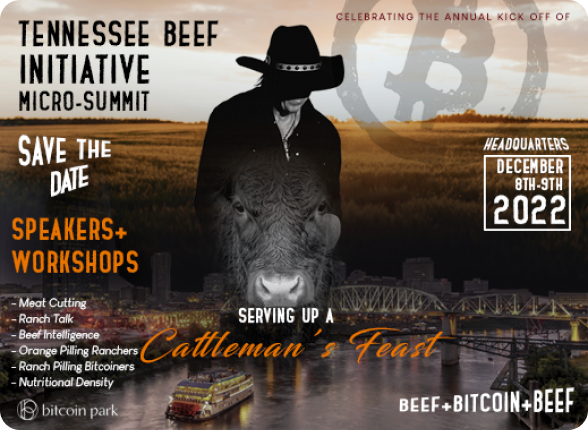 CELEBRATING THE ANNUAL KICK OFF OF
TENNESSEE BEEF
INITIATIVE
MICRO-SUMMIT
SAVE THE
DATE
HEADQUARTERS
DECEMBER
8TH-9TH
2022
SPEAKERS+
WORKSHOPS
- Meat Cutting
- Ranch Talk
- Beef Intelligence
- Orange Pilling Ranchers
- Ranch Pilling Bitcoiners
- Nutritional Density
SERVING UP A
Cattleman's Feast
bitcoin park
BEEF+BITCOIN+BEEF